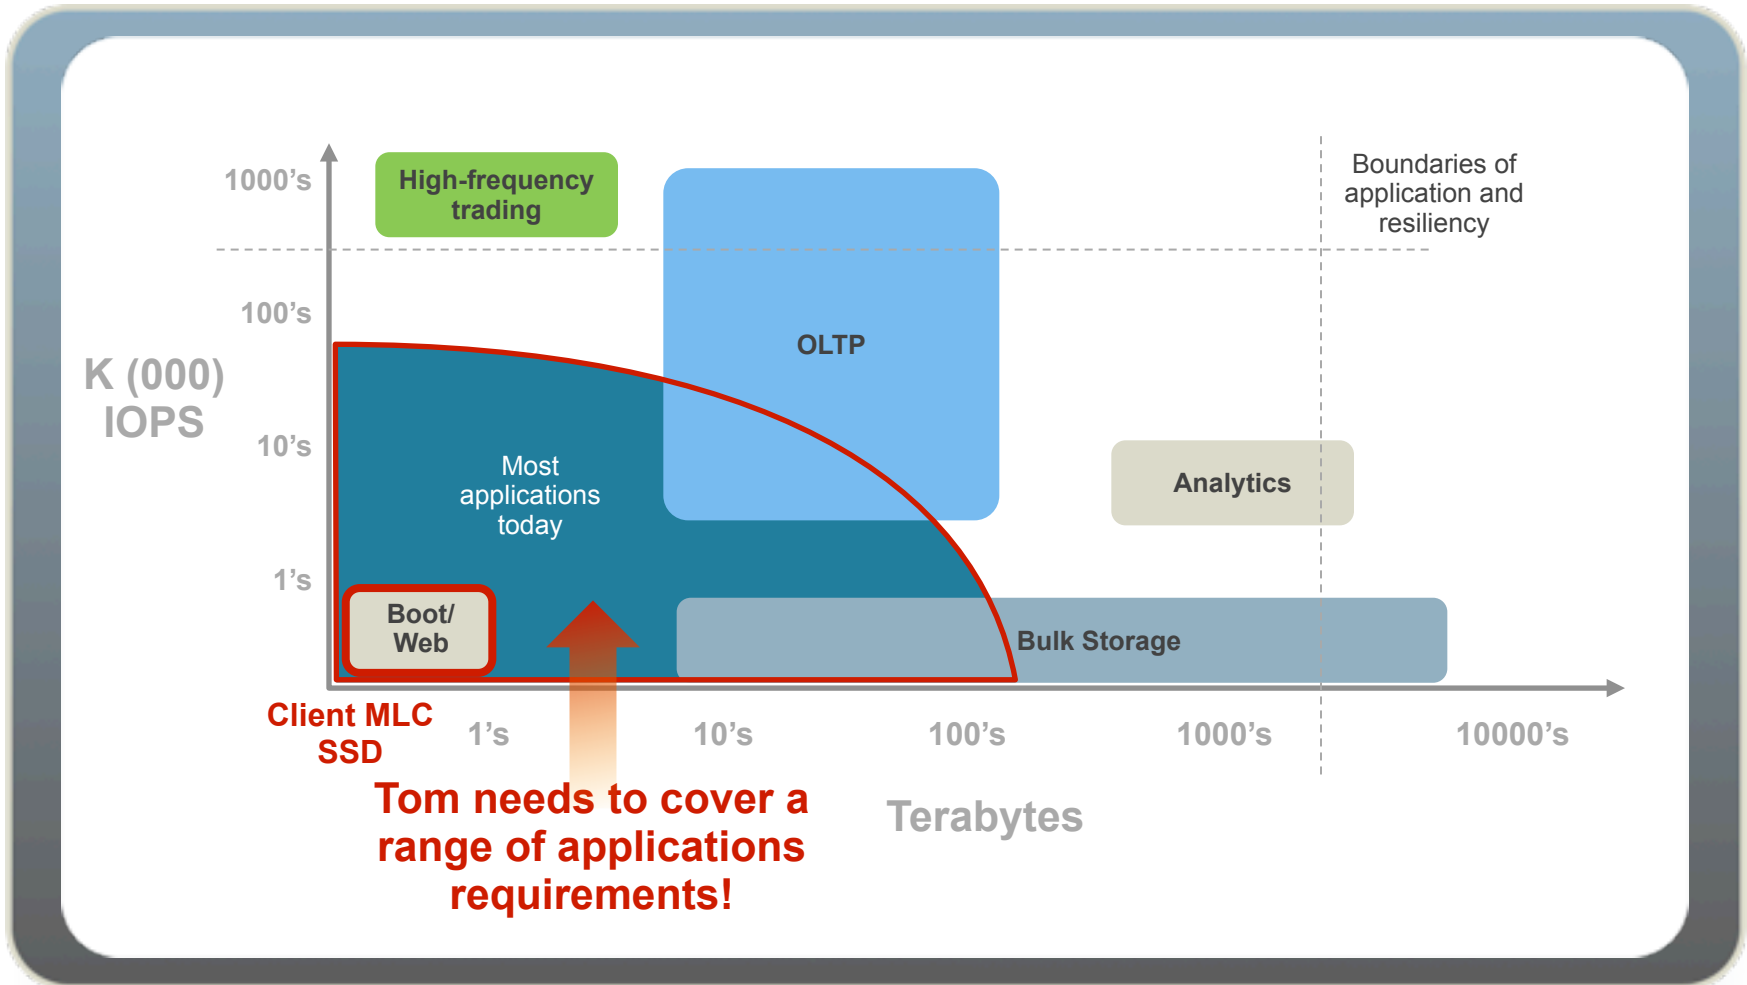 1000's
100's
10's
1's
K (000)
IOPS
High-frequency
trading
OLTP
Boundaries of
application and
resiliency
Most
applications
today
Analytics
Boot/
Web
Bulk Storage
Client MLC
SSD
1's
10's
100's
1000's
10000's
Terabytes
Tom needs to cover a
range of applications
requirements!